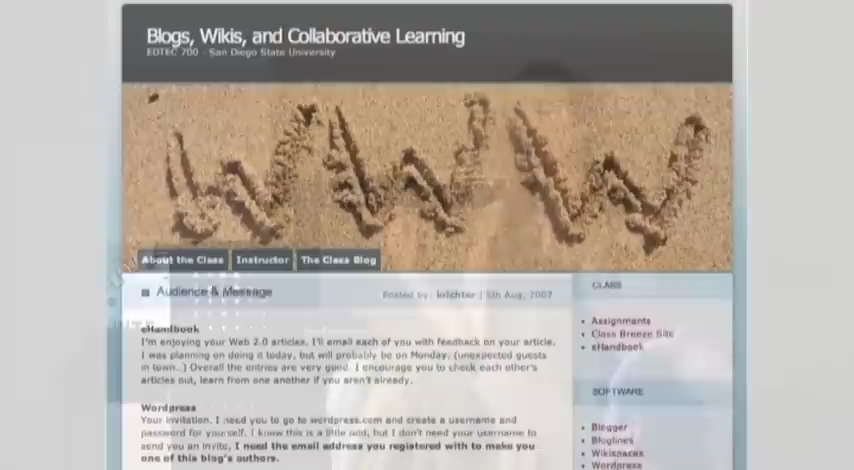 Blogs, Wikis, and Collaborative Learning
EDTEC 700 - San Diego State University
WWW
About the Class
Instructor
The Class Blog
Audience & Message
Posted by: krichter | 5th Aug, 2007
eHandbook
I'm enjoying your Web 2.0 articles. I'll email each of you with feedback on your article.
I was planning on doing it today, but will probably be on Monday. (unexpected guests
in town..) Overall the entries are very good. I encourage you to check each other's
articles out, learn from one another if you aren't already.
Wordpress
Your invitation. I need you to go to wordpress.com and create a username and
password for yourself. I know this is a little odd, but I don't need your username to
send you an invite, I need the email address you registered with to make you
one of this blog's authors.
CLASS
Assignments
Class Breeze Site
eHandbook
SOFTWARE
Blogger
Bloglines
Wikispaces
Wordpress